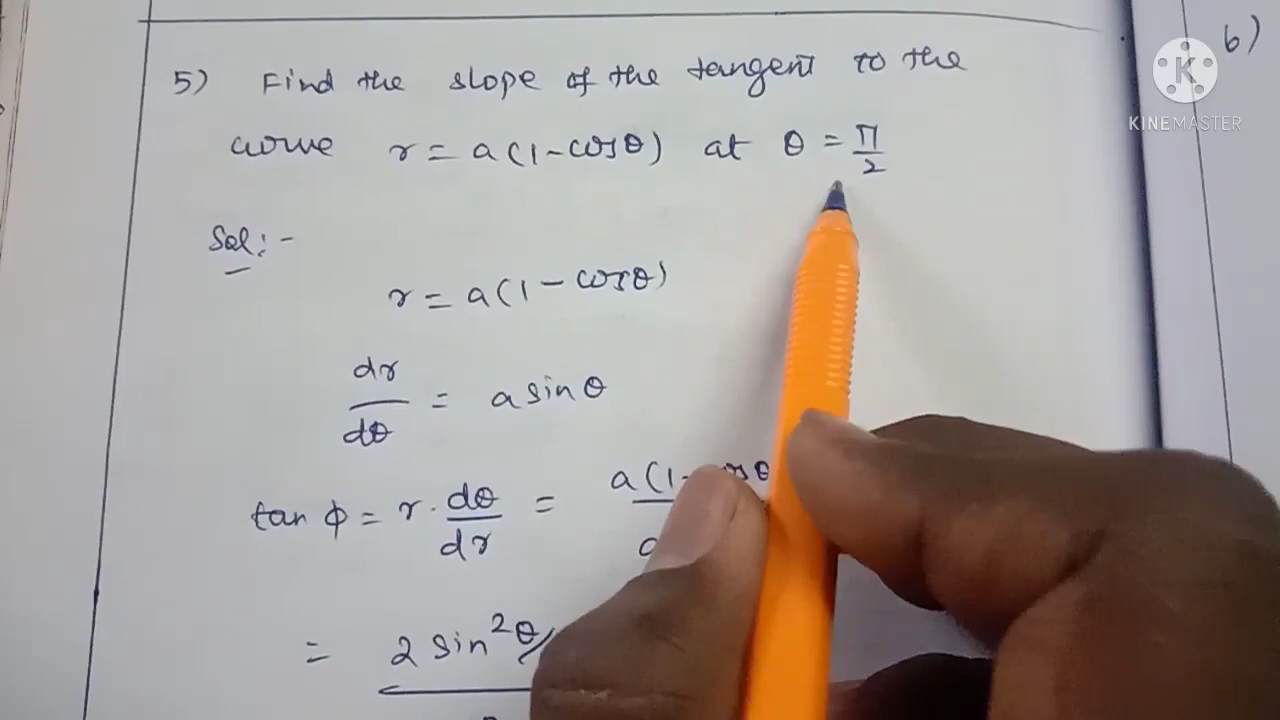 5) Find the slope of the tangent to the
curve r = a(1-cosθ) at θ = π/2
Sol:-
r = a(1-cosθ)
dr/dθ = a sinθ
tan ϕ = r. dθ/dr = a(1-
= 2 sin²θ/
6)
K
KINEMASTER